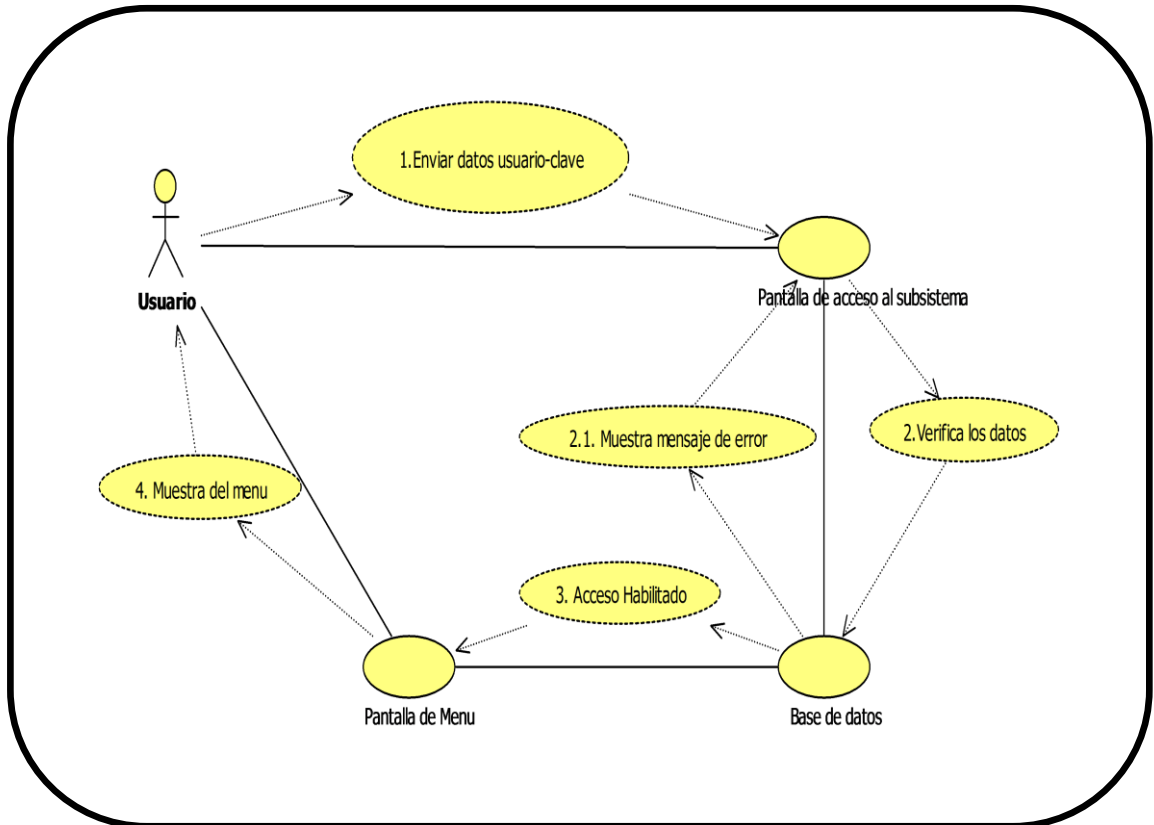 1.Enviar datos usuario-clave
Usuario
Pantalla de acceso al subsistema
2.1. Muestra mensaje de error
2.Verifica los datos
4. Muestra del menu
3. Acceso Habilitado
Pantalla de Menu
Base de datos